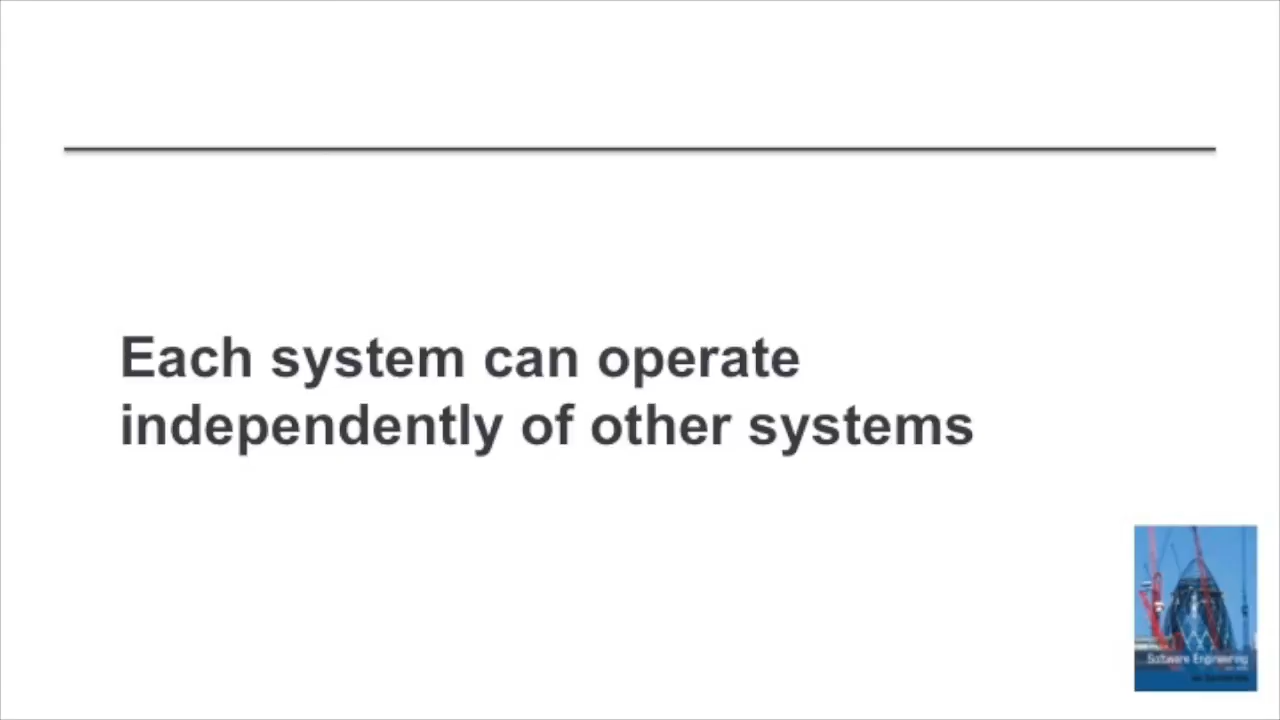 Each system can operate
independently of other systems
Software Engineering